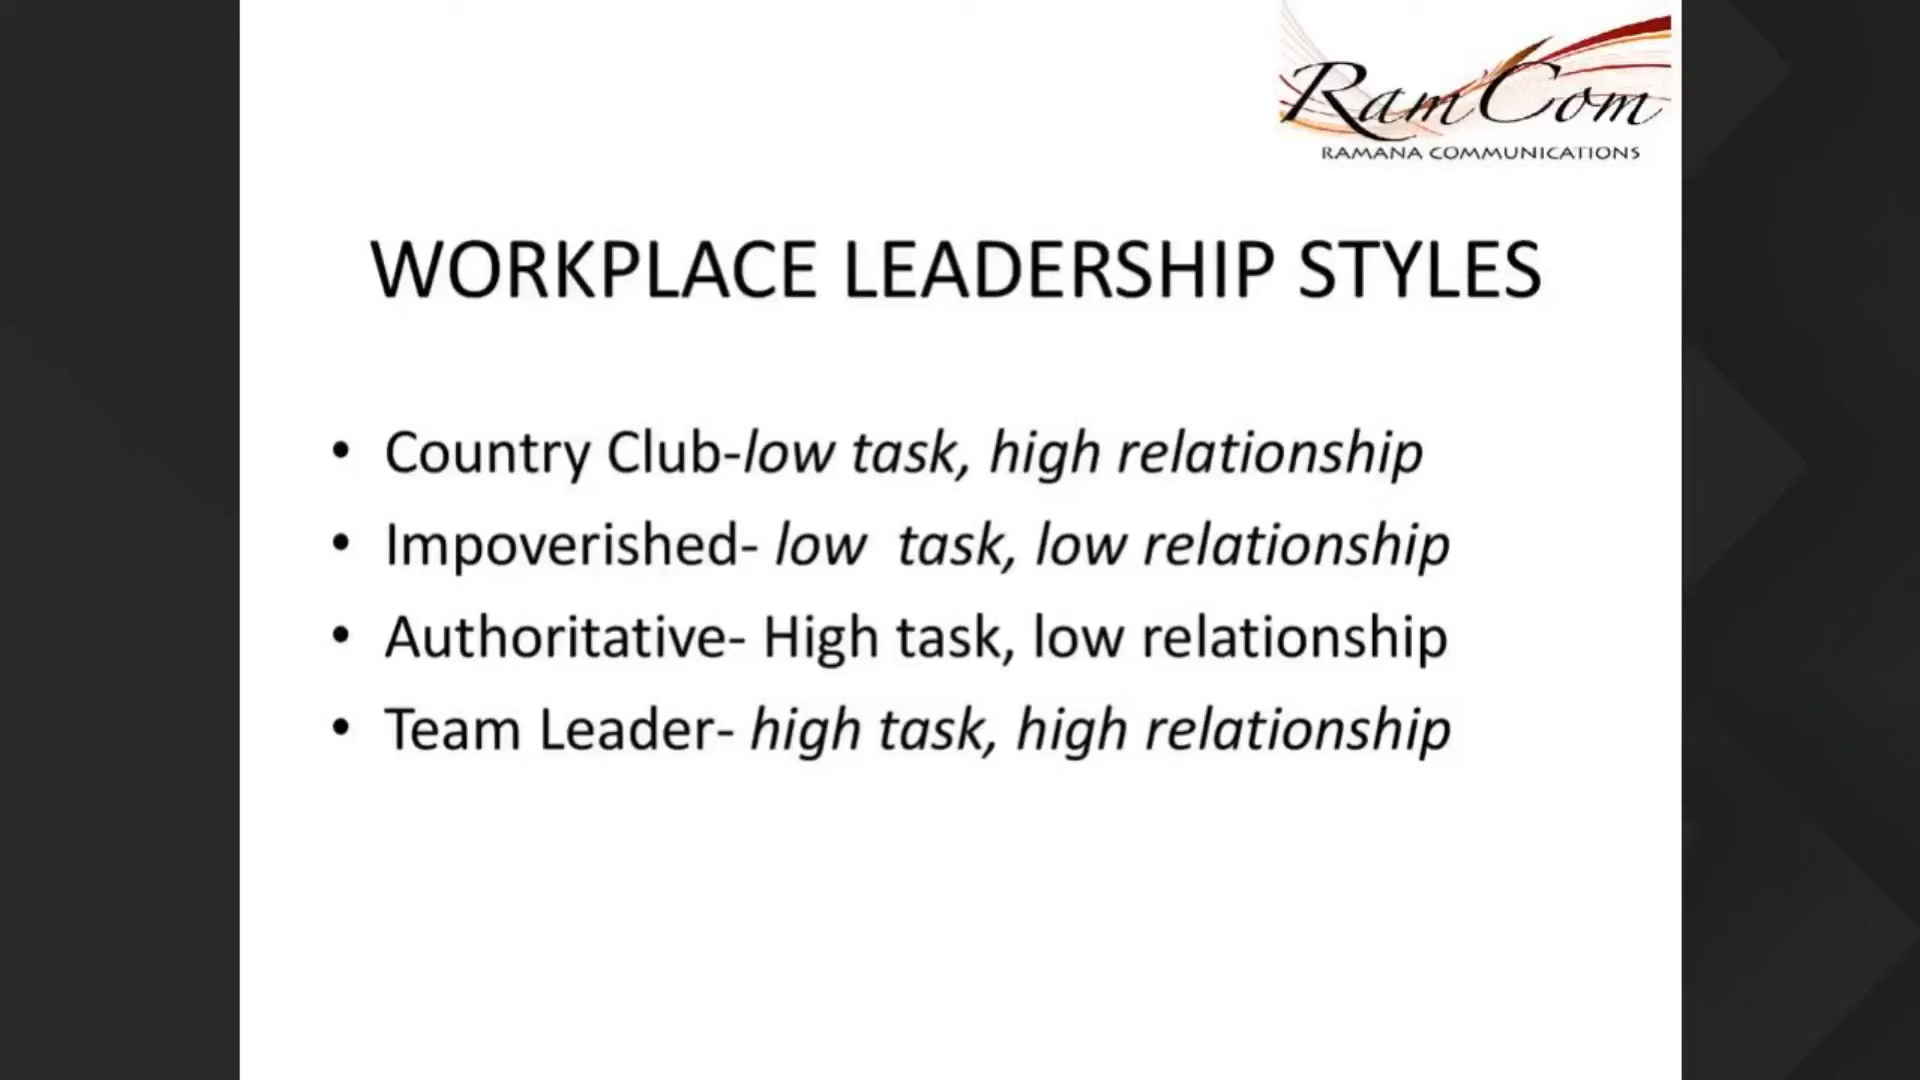 RamCom
RAMANA COMMUNICATIONS
WORKPLACE LEADERSHIP STYLES
• Country Club-low task, high relationship
• Impoverished- low  task, low relationship
• Authoritative- High task, low relationship
• Team Leader- high task, high relationship